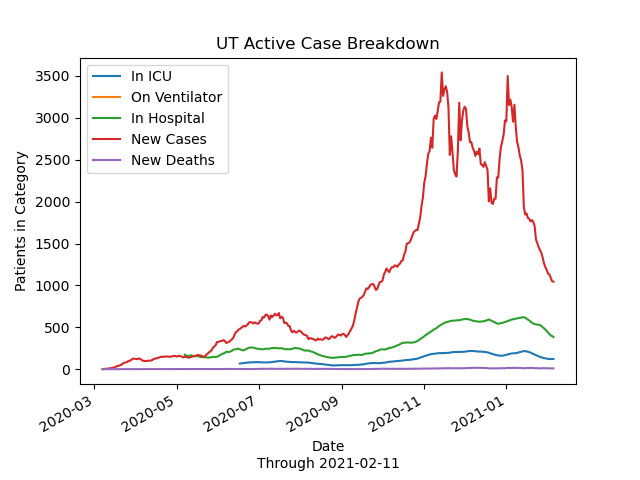 UT Active Case Breakdown
In ICU
On Ventilator
In Hospital
New Cases
New Deaths
Patients in Category
3500
3000
2500
2000
1500
1000
500
0
2020-03
2020-05
2020-07
2020-09
2020-11
2021-01
Date
Through 2021-02-11